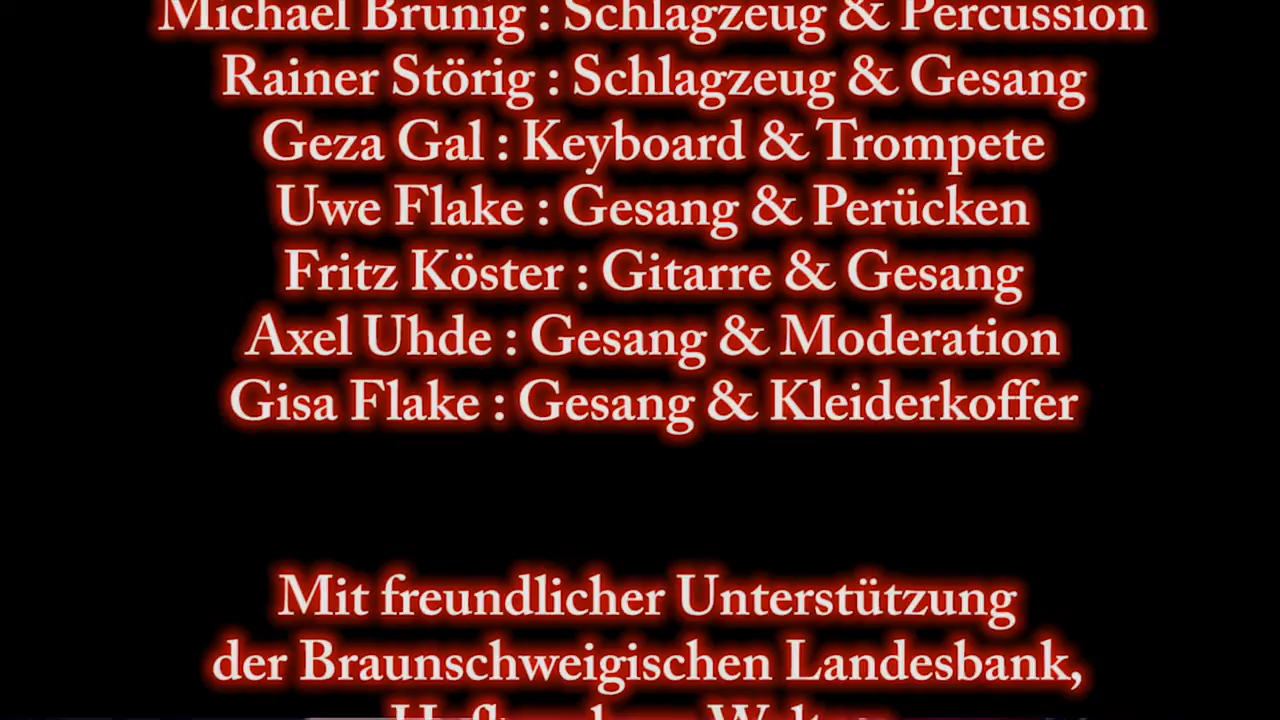 Michael Brunig : Schlagzeug & Percussion
Rainer Störig : Schlagzeug & Gesang
Geza Gal : Keyboard & Trompete
Uwe Flake : Gesang & Perücken
Fritz Köster : Gitarre & Gesang
Axel Uhde : Gesang & Moderation
Gisa Flake : Gesang & Kleiderkoffer
Mit freundlicher Unterstützung
der Braunschweigischen Landesbank,